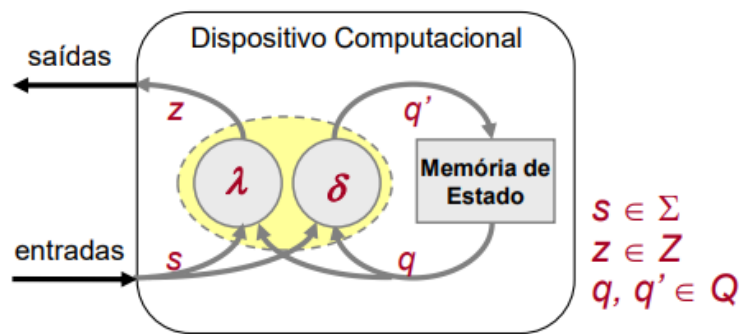 Dispositivo Computacional
saídas
z
q'
λ
δ
Memória de
Estado
entradas
s
q
s ∈ Σ
z ∈ Z
q, q' ∈ Q